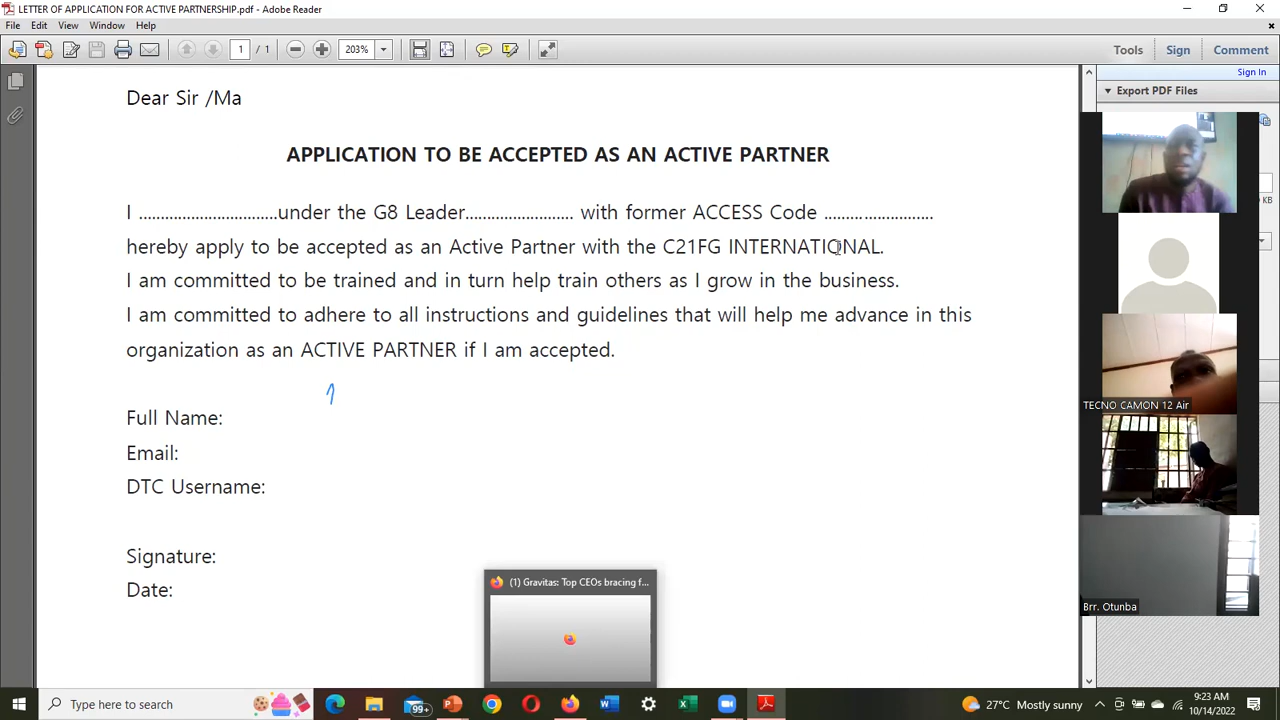 LETTER OF APPLICATION FOR ACTIVE PARTNERSHIP.pdf - Adobe Reader
File Edit View Window Help
1 / 1 203% Tools Sign Comment
Sign In
Export PDF Files
Dear Sir /Ma
APPLICATION TO BE ACCEPTED AS AN ACTIVE PARTNER
I ................................under the G8 Leader......................... with former ACCESS Code .........................
hereby apply to be accepted as an Active Partner with the C21FG INTERNATIONAL.
I am committed to be trained and in turn help train others as I grow in the business.
I am committed to adhere to all instructions and guidelines that will help me advance in this
organization as an ACTIVE PARTNER if I am accepted.
Full Name:
Email:
DTC Username:
Signature:
Date:
KB
TECNO CAMON 12 Air
Brr. Otunba
(1) Gravitas: Top CEOs bracing f...
Type here to search
99+
27°C Mostly sunny
9:23 AM
10/14/2022